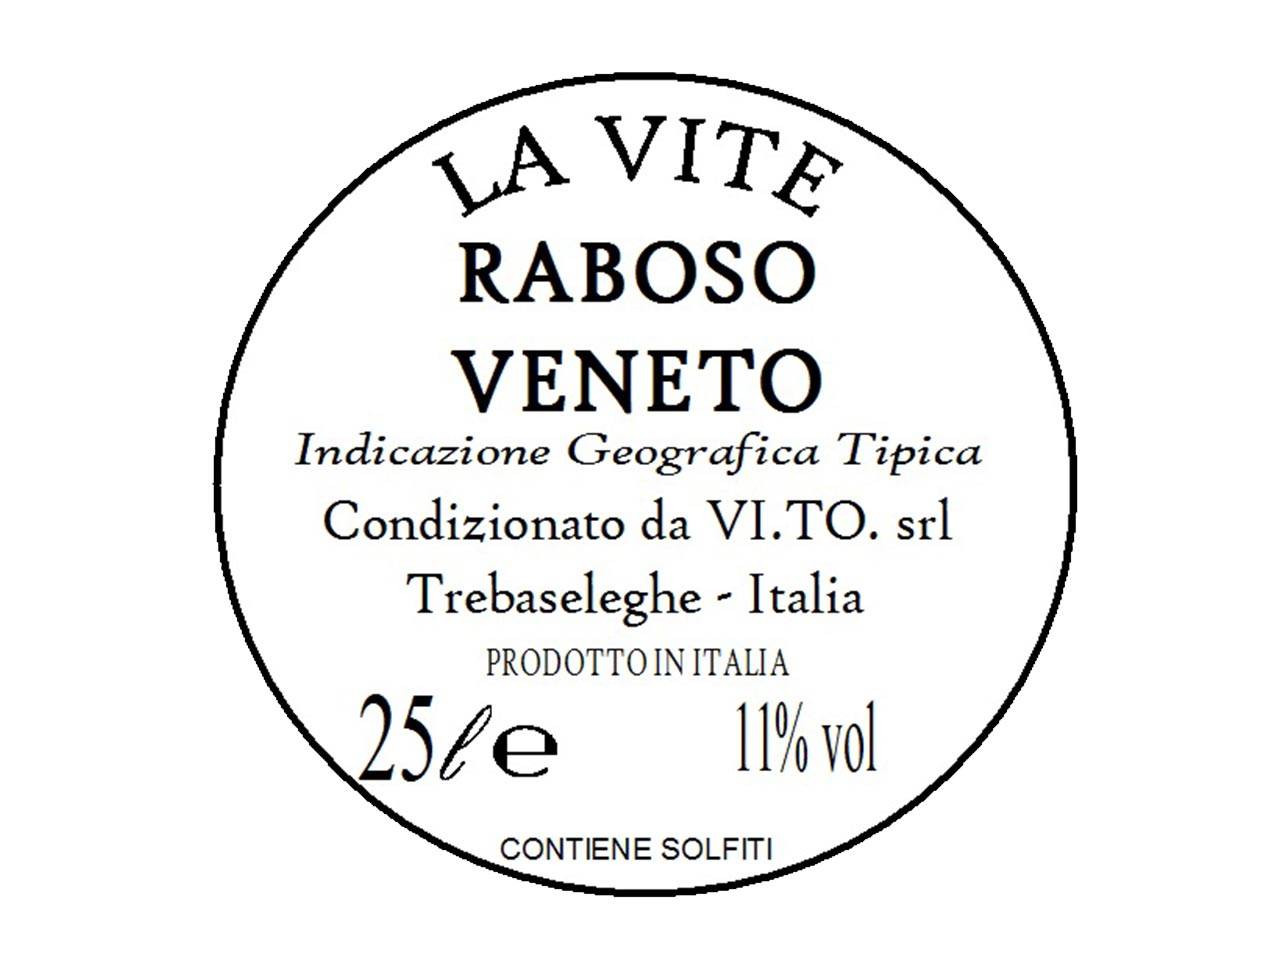 LA VITE
RABOSO
VENETO
Indicazione Geografica Tipica
Condizionato da VI.TO. srl
Trebaseleghe - Italia
PRODOTTO IN ITALIA
25 ℓ ℮ 11% vol
CONTIENE SOLFITI